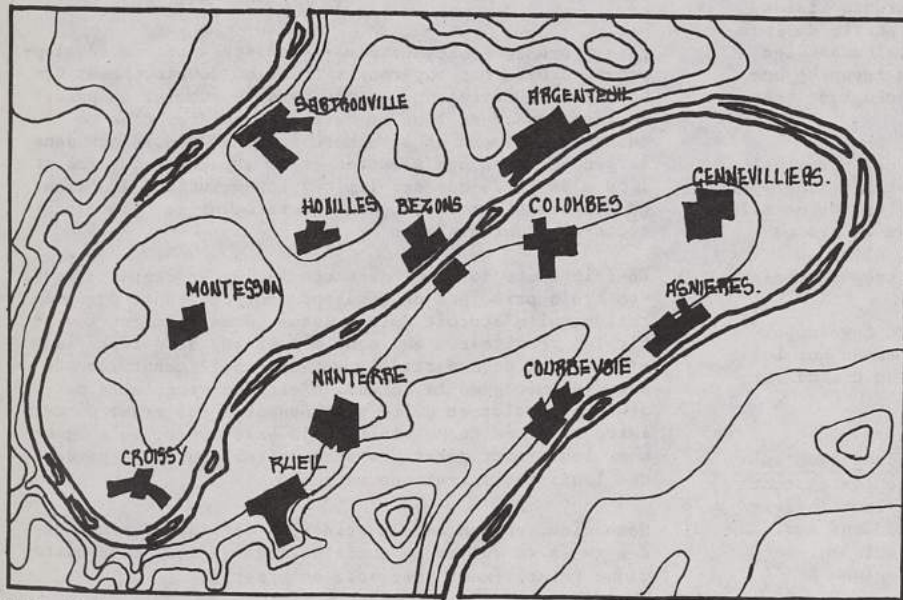 SARTROUVILLE
ARGENTEUIL
GENNEVILLIERS.
HOUILLES
BEZONS
COLOMBES
MONTESSON
ASNIERES.
NANTERRE
COURBEVOIE
CROISSY
RUEIL